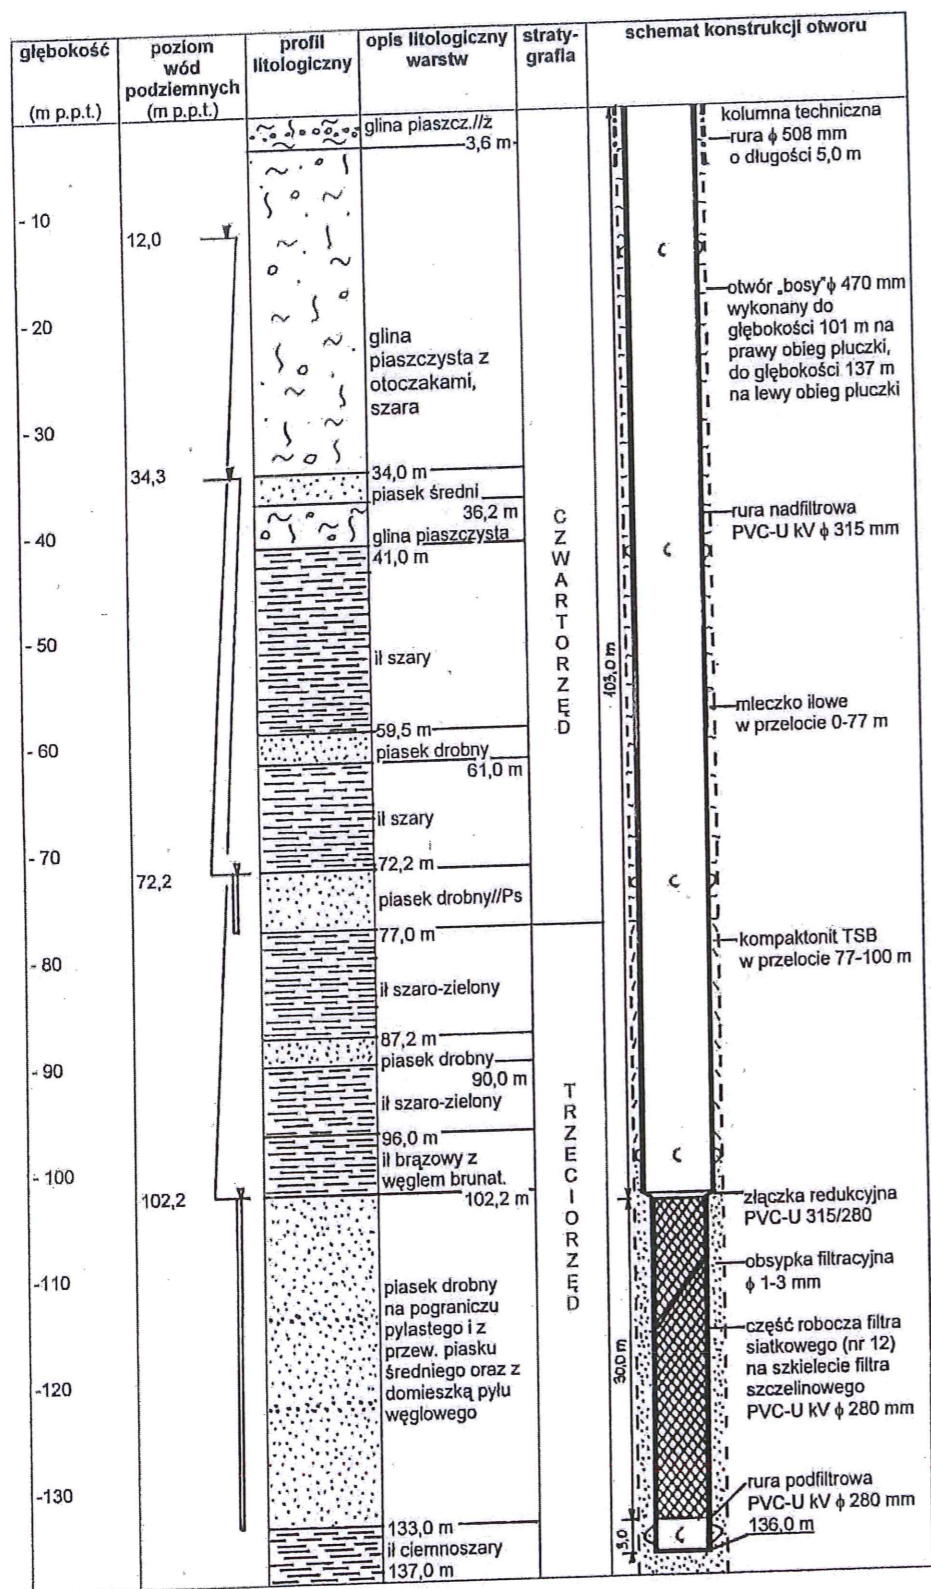 głębokość
(m p.p.t.)
poziom
wód
podziemnych
(m p.p.t.)
profil
litologiczny
opis litologiczny
warstw
straty-
grafia
schemat konstrukcji otworu
- 10
- 20
- 30
- 40
- 50
- 60
- 70
- 80
- 90
- 100
-110
-120
-130
12,0
34,3
72,2
102,2
glina piaszcz.//ż
3,6 m
glina
piaszczysta z
otoczakami,
szara
34,0 m
piasek średni
36,2 m
glina piaszczysta
41,0 m
ił szary
59,5 m
piasek drobny
61,0 m
ił szary
72,2 m
piasek drobny//Ps
77,0 m
ił szaro-zielony
87,2 m
piasek drobny
90,0 m
ił szaro-zielony
96,0 m
ił brązowy z
węglem brunat.
102,2 m
piasek drobny
na pograniczu
pylastego i z
przew. piasku
średniego oraz z
domieszką pyłu
węglowego
133,0 m
ił ciemnoszary
137,0 m
CZWARTORZĘD
TRZECIORZĘD
103,0 m
30,0 m
3,0
kolumna techniczna
rura ϕ 508 mm
o długości 5,0 m
otwór „bosy" ϕ 470 mm
wykonany do
głębokości 101 m na
prawy obieg płuczki,
do głębokości 137 m
na lewy obieg płuczki
rura nadfiltrowa
PVC-U kV ϕ 315 mm
mleczko iłowe
w przelocie 0-77 m
kompaktonit TSB
w przelocie 77-100 m
złączka redukcyjna
PVC-U 315/280
obsypka filtracyjna
ϕ 1-3 mm
część robocza filtra
siatkowego (nr 12)
na szkielecie filtra
szczelinowego
PVC-U kV ϕ 280 mm
rura podfiltrowa
PVC-U kV ϕ 280 mm
136,0 m